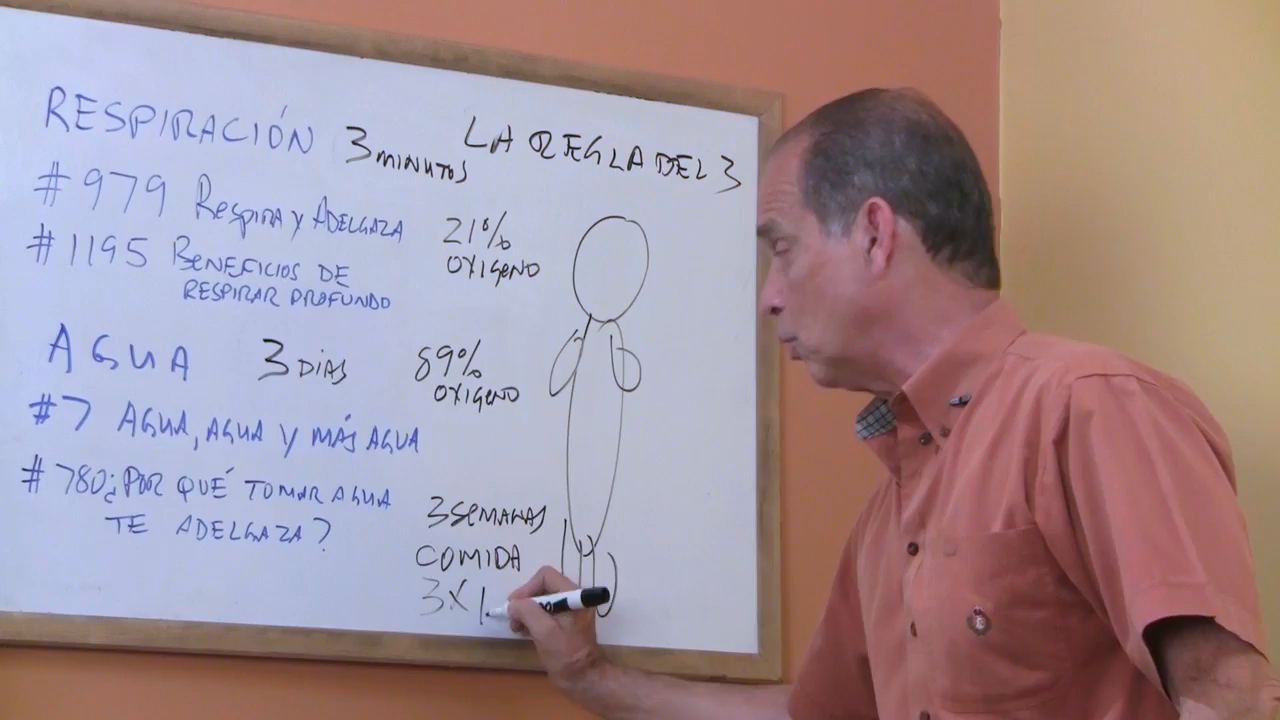 LA REGLA DEL 3
RESPIRACIÓN 3 MINUTOS
#979 RESPIRA Y ADELGAZA
21% OXIGENO
#1195 BENEFICIOS DE
RESPIRAR PROFUNDO
AGUA 3 DIAS
89% OXIGENO
#7 AGUA, AGUA Y MÁS AGUA
#780 ¿POR QUÉ TOMAR AGUA
TE ADELGAZA?
3 SEMANAS
COMIDA
3X1